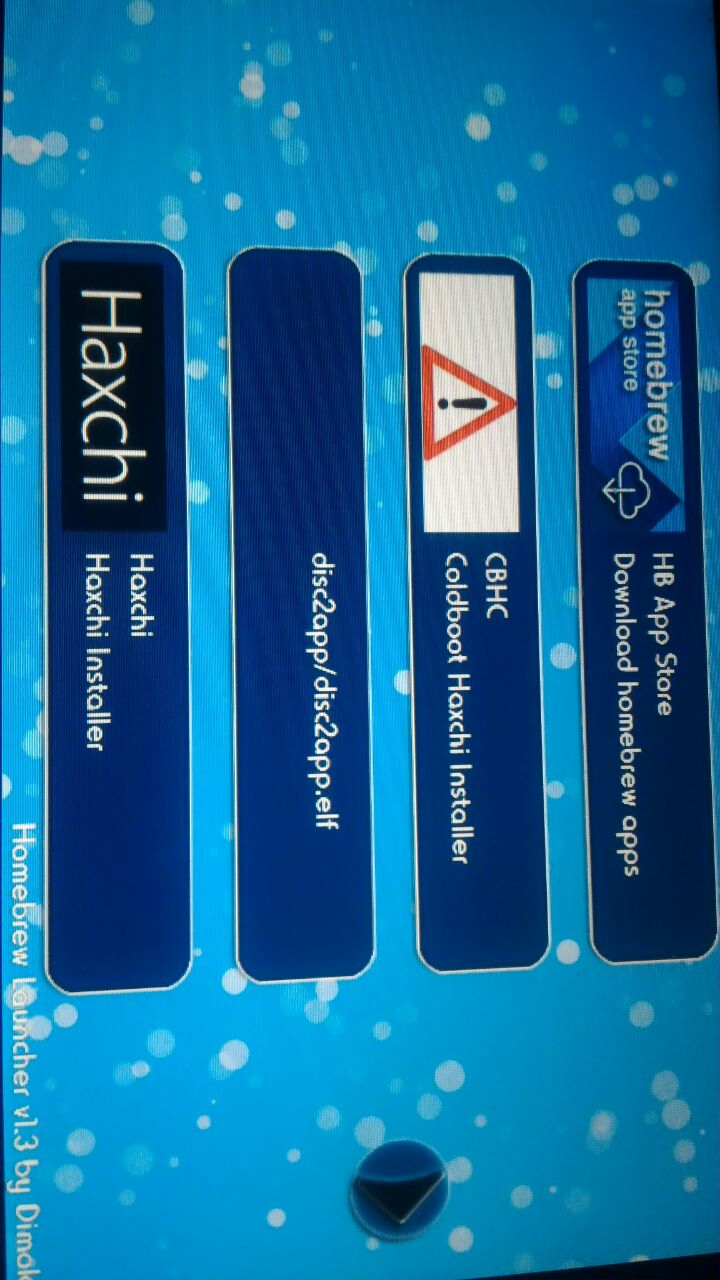 homebrew
app store
HB App Store
Download homebrew apps
CBHC
Coldboot Haxchi Installer
disc2app/disc2app.elf
Haxchi
Haxchi
Haxchi Installer
Homebrew Launcher v1.3 by Dimok